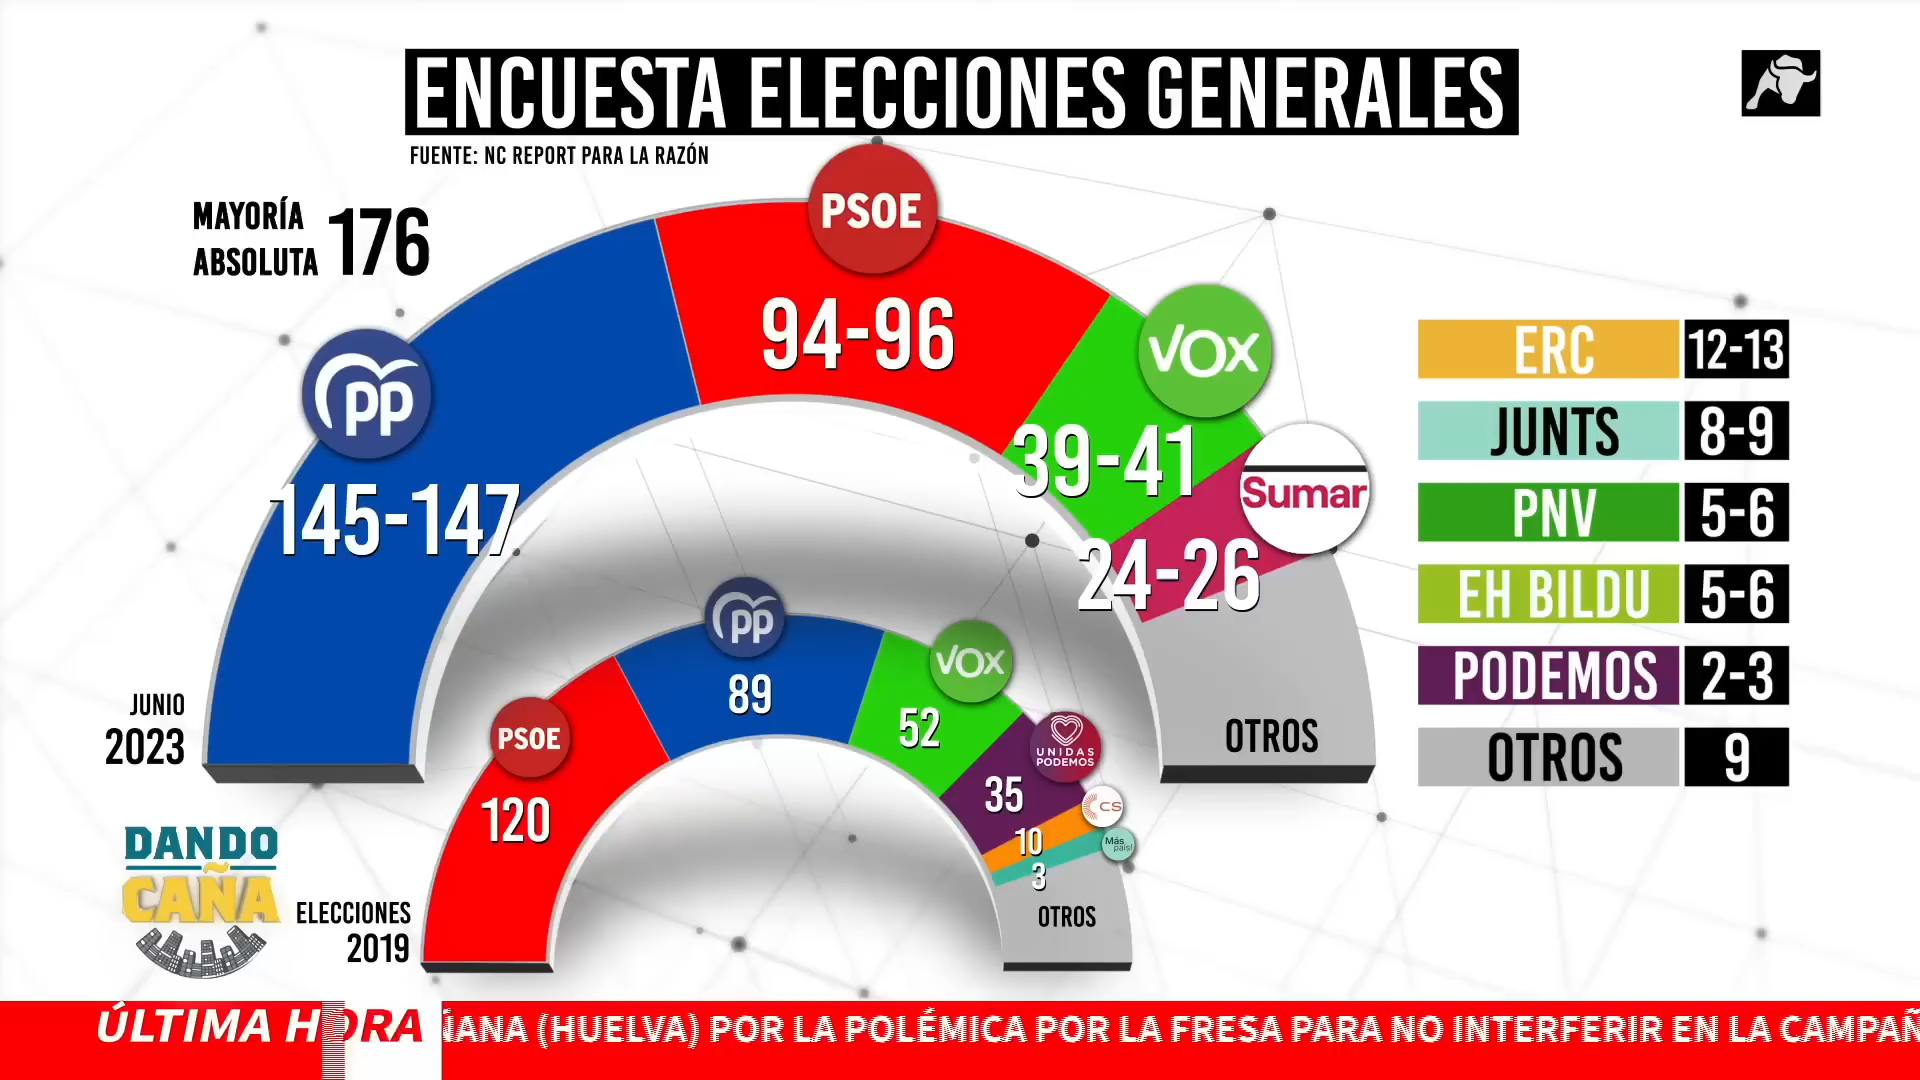 ENCUESTA ELECCIONES GENERALES
FUENTE: NC REPORT PARA LA RAZÓN
MAYORÍA
ABSOLUTA 176
PSOE
94-96
VOX
39-41
pp
145-147
Sumar
24-26
OTROS
JUNIO
2023
ERC 12-13
JUNTS 8-9
PNV 5-6
EH BILDU 5-6
PODEMOS 2-3
OTROS 9
pp
89
VOX
52
PSOE
120
UNIDAS
PODEMOS
35
CS
10
Más
país!
3
OTROS
ELECCIONES
2019
DANDO
CAÑA
ÚLTIMA HORA
ÑANA (HUELVA) POR LA POLÉMICA POR LA FRESA PARA NO INTERFERIR EN LA CAMPAÑ